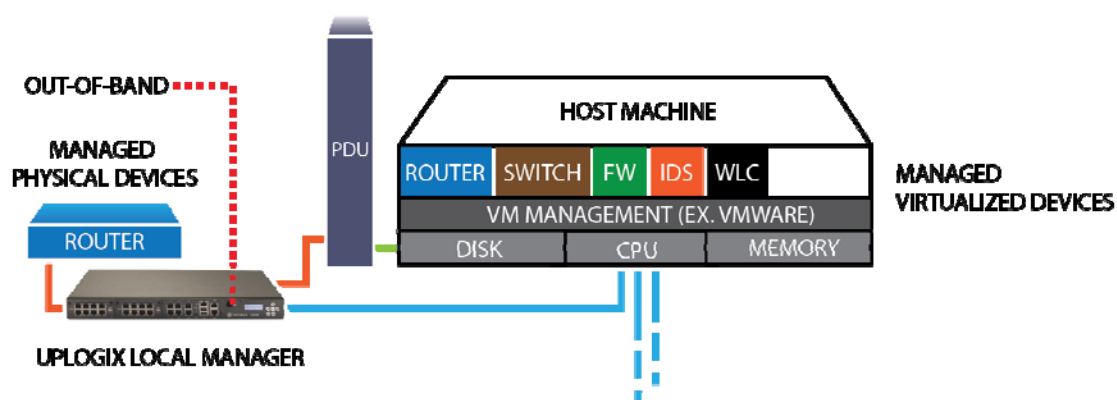 OUT-OF-BAND
MANAGED
PHYSICAL DEVICES
ROUTER
UPLOGIX LOCAL MANAGER
PDU
HOST MACHINE
ROUTER SWITCH FW IDS WLC
VM MANAGEMENT (EX. VMWARE)
DISK CPU MEMORY
MANAGED
VIRTUALIZED DEVICES